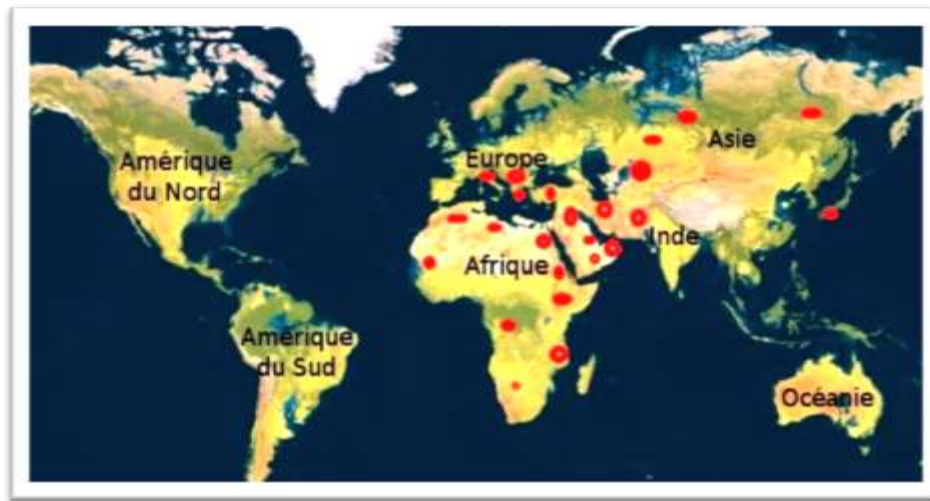 Amérique
du Nord
Europe
Asie
Inde
Afrique
Amérique
du Sud
Océanie